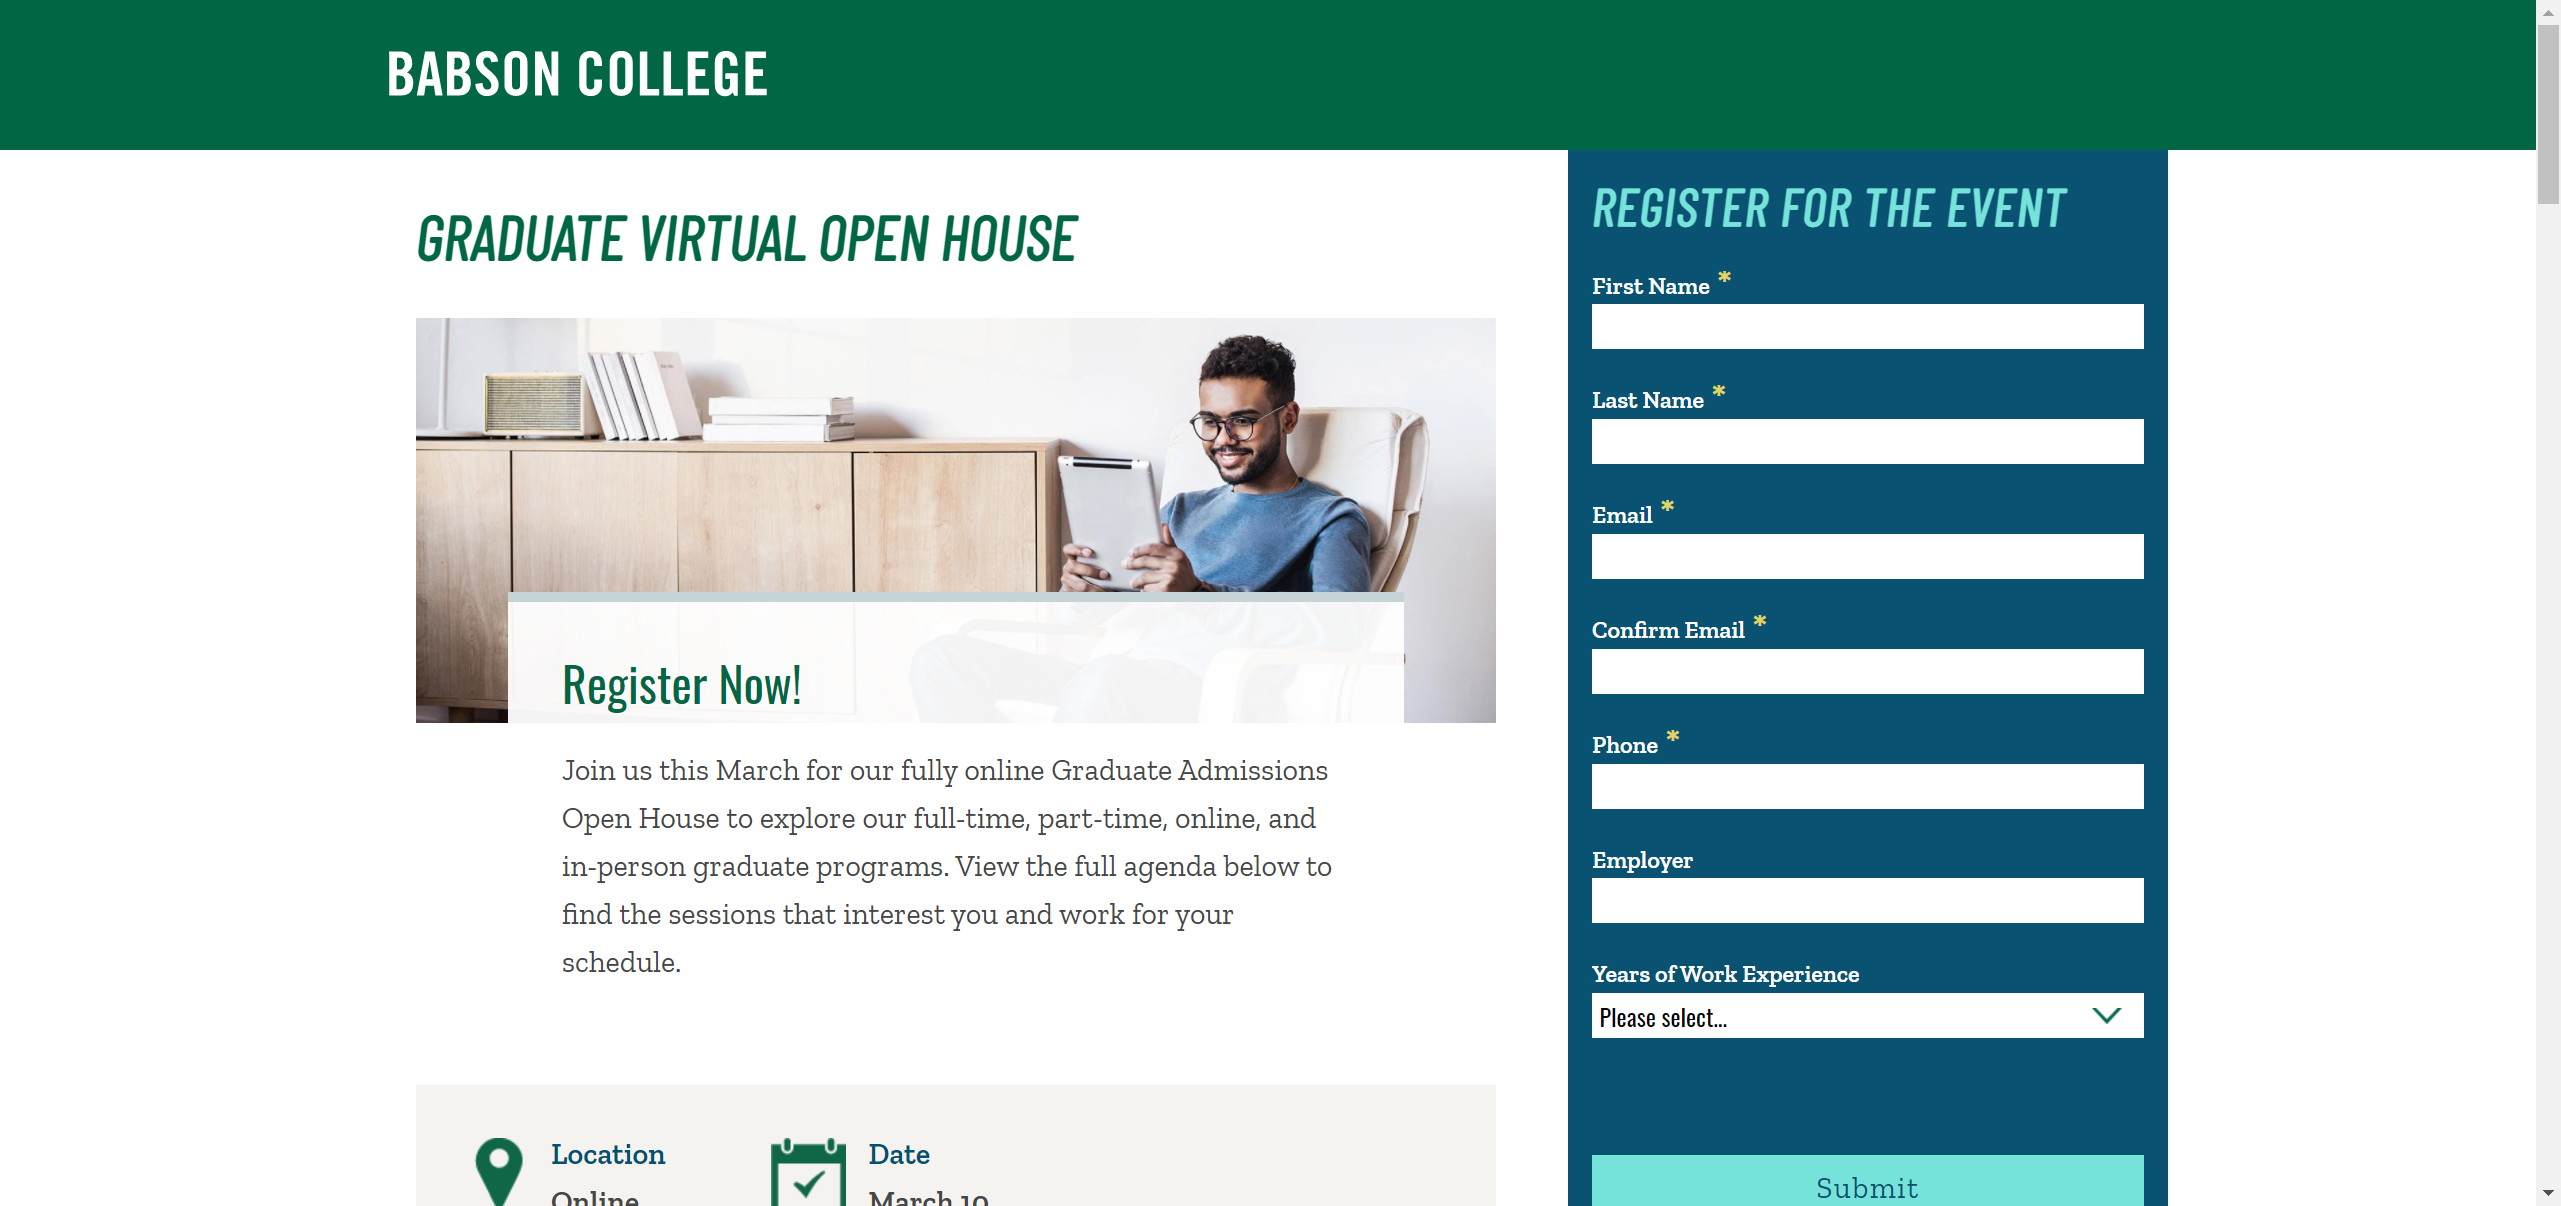 BABSON COLLEGE
GRADUATE VIRTUAL OPEN HOUSE
Register Now!
Join us this March for our fully online Graduate Admissions
Open House to explore our full-time, part-time, online, and
in-person graduate programs. View the full agenda below to
find the sessions that interest you and work for your
schedule.
Location
Online
Date
March 10
REGISTER FOR THE EVENT
First Name *
Last Name *
Email *
Confirm Email *
Phone *
Employer
Years of Work Experience
Please select...
Submit